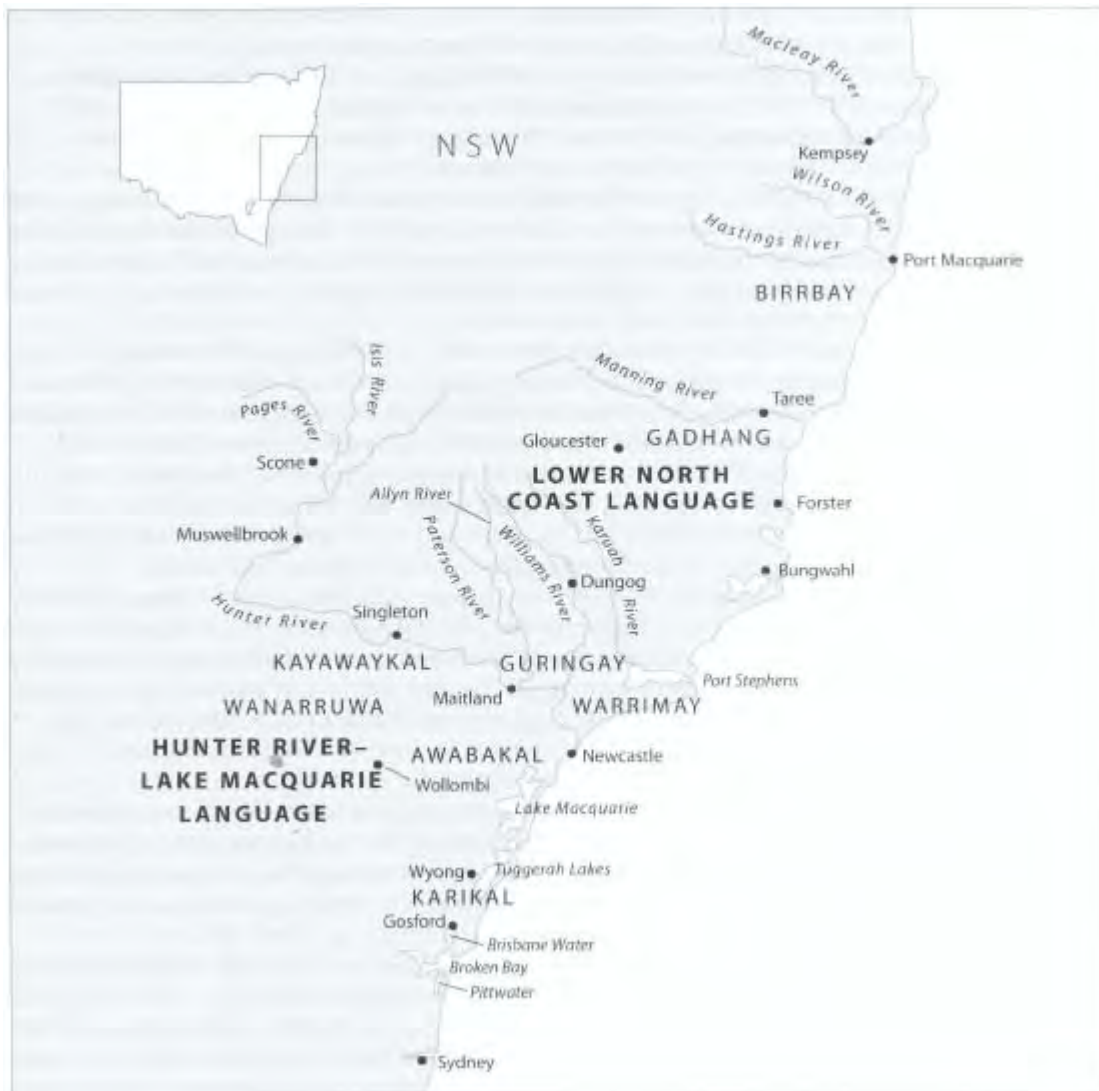 Macleay River
NSW
Kempsey
Wilson River
Hastings River
Port Macquarie
BIRRBAY
Isis River
Manning River
Pages River
Taree
Gloucester
GADHANG
Scone
LOWER NORTH
COAST LANGUAGE
Allyn River
Forster
Karuah River
Paterson River
Williams River
Muswellbrook
Bungwahl
Dungog
Hunter River
Singleton
KAYAWAYKAL
GURINGAY
Port Stephens
Maitland
WANARRUWA
WARRIMAY
HUNTER RIVER–
LAKE MACQUARIE
LANGUAGE
AWABAKAL
Newcastle
Wollombi
Lake Macquarie
Wyong
Tuggerah Lakes
KARIKAL
Gosford
Brisbane Water
Broken Bay
Pittwater
Sydney